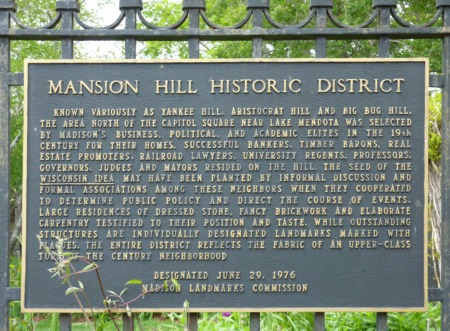 MANSION HILL HISTORIC DISTRICT
KNOWN VARIOUSLY AS YANKEE HILL, ARISTOCRAT HILL AND BIG BUG HILL,
THE AREA NORTH OF THE CAPITOL SQUARE NEAR LAKE MENDOTA WAS SELECTED
BY MADISON'S BUSINESS, POLITICAL, AND ACADEMIC ELITES IN THE 19th
CENTURY FOR THEIR HOMES. SUCCESSFUL BANKERS, TIMBER BARONS, REAL
ESTATE PROMOTERS, RAILROAD LAWYERS, UNIVERSITY REGENTS, PROFESSORS,
GOVERNORS, JUDGES AND MAYORS RESIDED ON THE HILL. THE SEED OF THE
WISCONSIN IDEA MAY HAVE BEEN PLANTED BY INFORMAL DISCUSSION AND
FORMAL ASSOCIATIONS AMONG THESE NEIGHBORS WHEN THEY COOPERATED
TO DETERMINE PUBLIC POLICY AND DIRECT THE COURSE OF EVENTS.
LARGE RESIDENCES OF DRESSED STONE, FANCY BRICKWORK AND ELABORATE
CARPENTRY TESTIFIED TO THEIR POSITION AND TASTE. WHILE OUTSTANDING
STRUCTURES ARE INDIVIDUALLY DESIGNATED LANDMARKS MARKED WITH
PLAQUES, THE ENTIRE DISTRICT REFLECTS THE FABRIC OF AN UPPER-CLASS
TURN OF THE CENTURY NEIGHBORHOOD
DESIGNATED JUNE 29, 1976
MADISON LANDMARKS COMMISSION